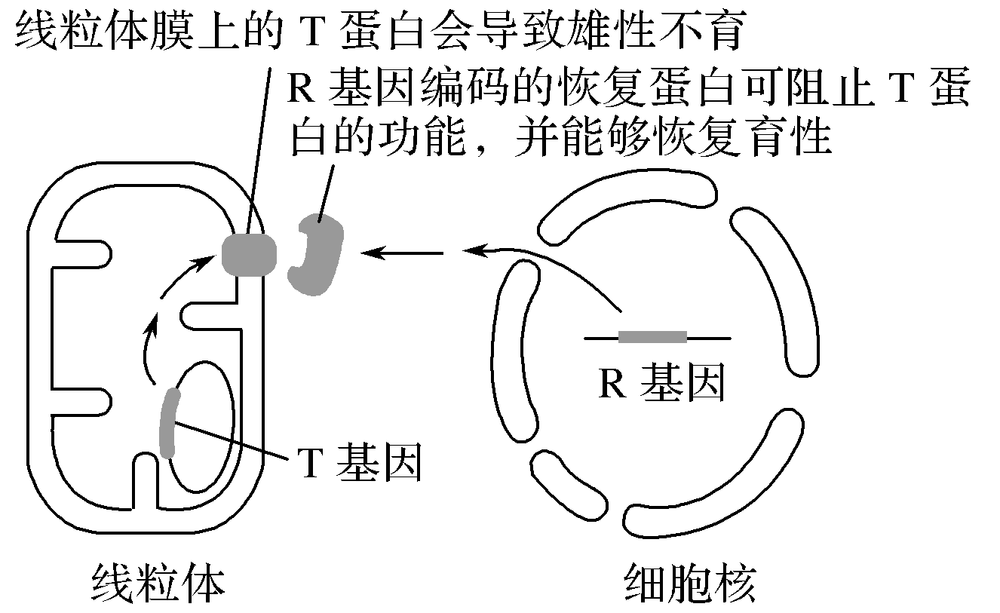 线粒体膜上的 T 蛋白会导致雄性不育
R 基因编码的恢复蛋白可阻止 T 蛋
白的功能，并能够恢复育性
R 基因
T 基因
线粒体
细胞核